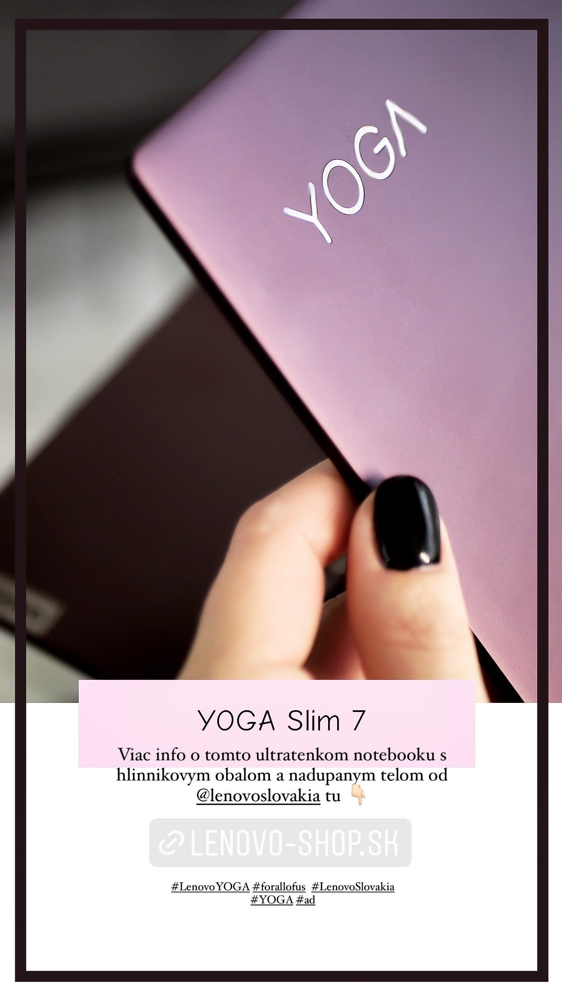 YOGA
YOGA Slim 7
Viac info o tomto ultratenkom notebooku s
hlinnikovym obalom a nadupanym telom od
@lenovoslovakia tu 👇🏻
LENOVO-SHOP.SK
#LenovoYOGA #forallofus #LenovoSlovakia
#YOGA #ad